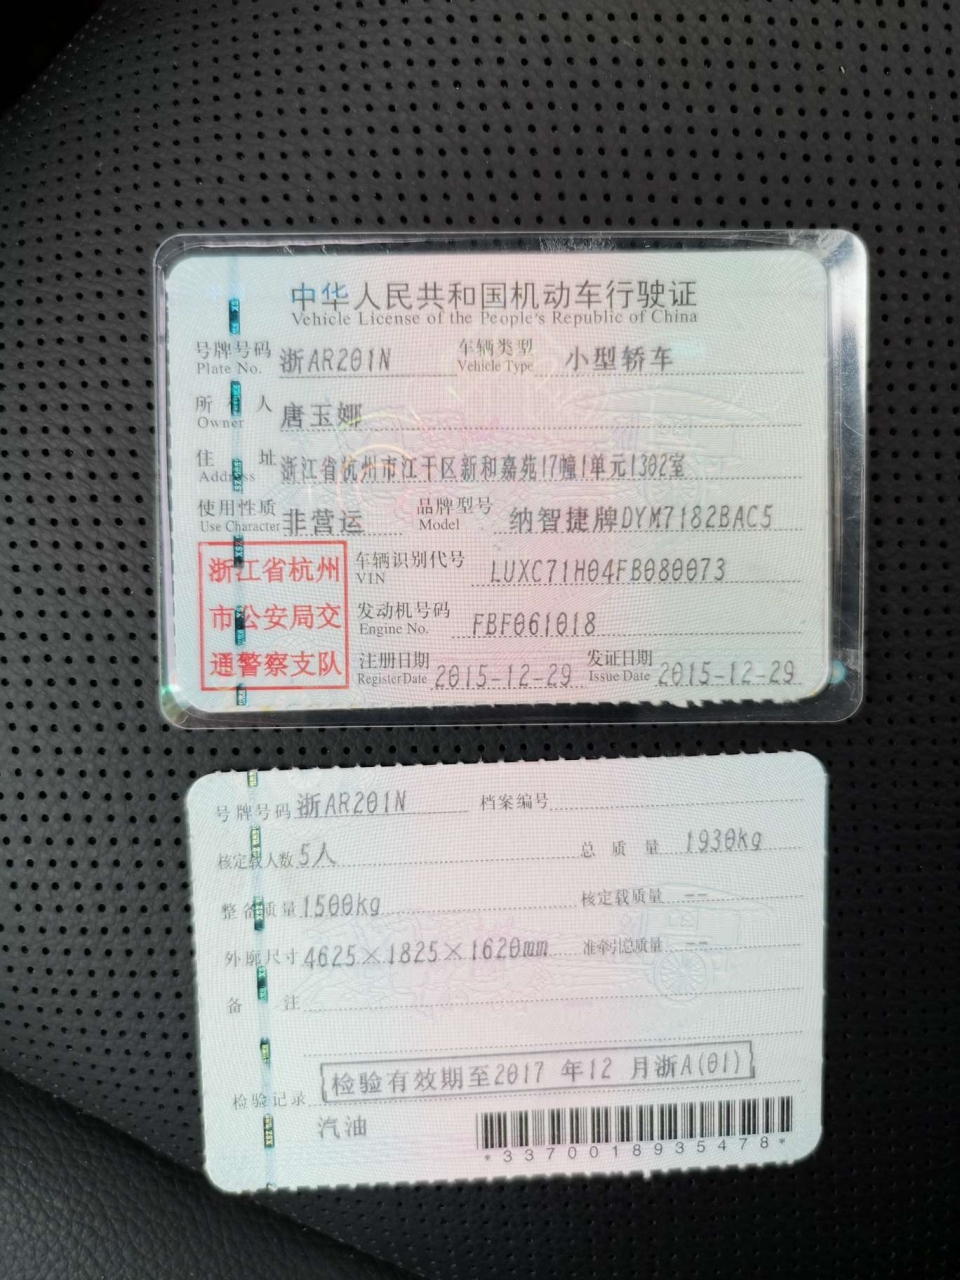 中华人民共和国机动车行驶证
Vehicle License of the People's Republic of China
号牌号码 浙AR201N 车辆类型 小型轿车
Plate No. Vehicle Type
所有人 唐玉娜
Owner
住址 浙江省杭州市江干区新和嘉苑17幢1单元1302室
Address
使用性质 非营运 品牌型号 纳智捷牌DYM7182BAC5
Use Character Model
浙江省杭州
市公安局交
通警察支队
车辆识别代号 LUXC71H04FB080073
VIN
发动机号码 FBF061018
Engine No.
注册日期 2015-12-29 发证日期 2015-12-29
Register Date Issue Date
号牌号码 浙AR201N 档案编号
核定载人数 5人 总质量 1930kg
整备质量 1500kg 核定载质量 --
外廓尺寸 4625×1825×1620mm 准牵引总质量 --
备注
检验有效期至2017 年12 月浙A(01)
检验记录
汽油
*3370018935478*